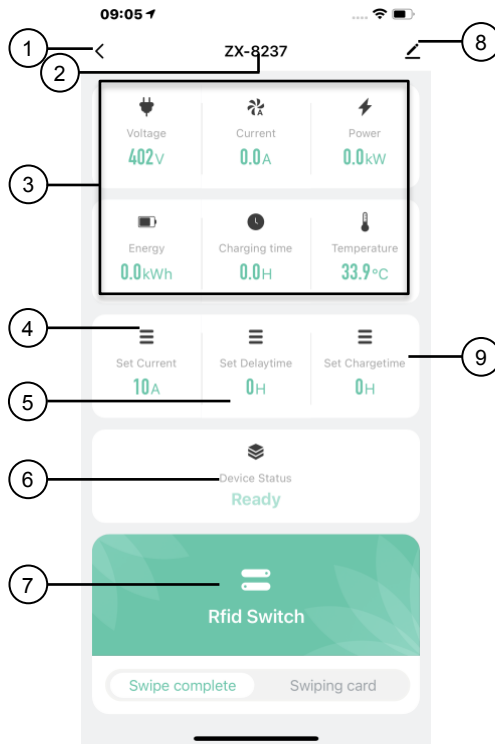 09:05
1
8
ZX-8237
2
Voltage Current Power
402V 0.0A 0.0kW
3
Energy Charging time Temperature
0.0kWh 0.0H 33.9°C
4
Set Current Set Delaytime Set Chargetime
9
10A 0H 0H
5
6
Device Status
Ready
7
Rfid Switch
Swipe complete Swiping card